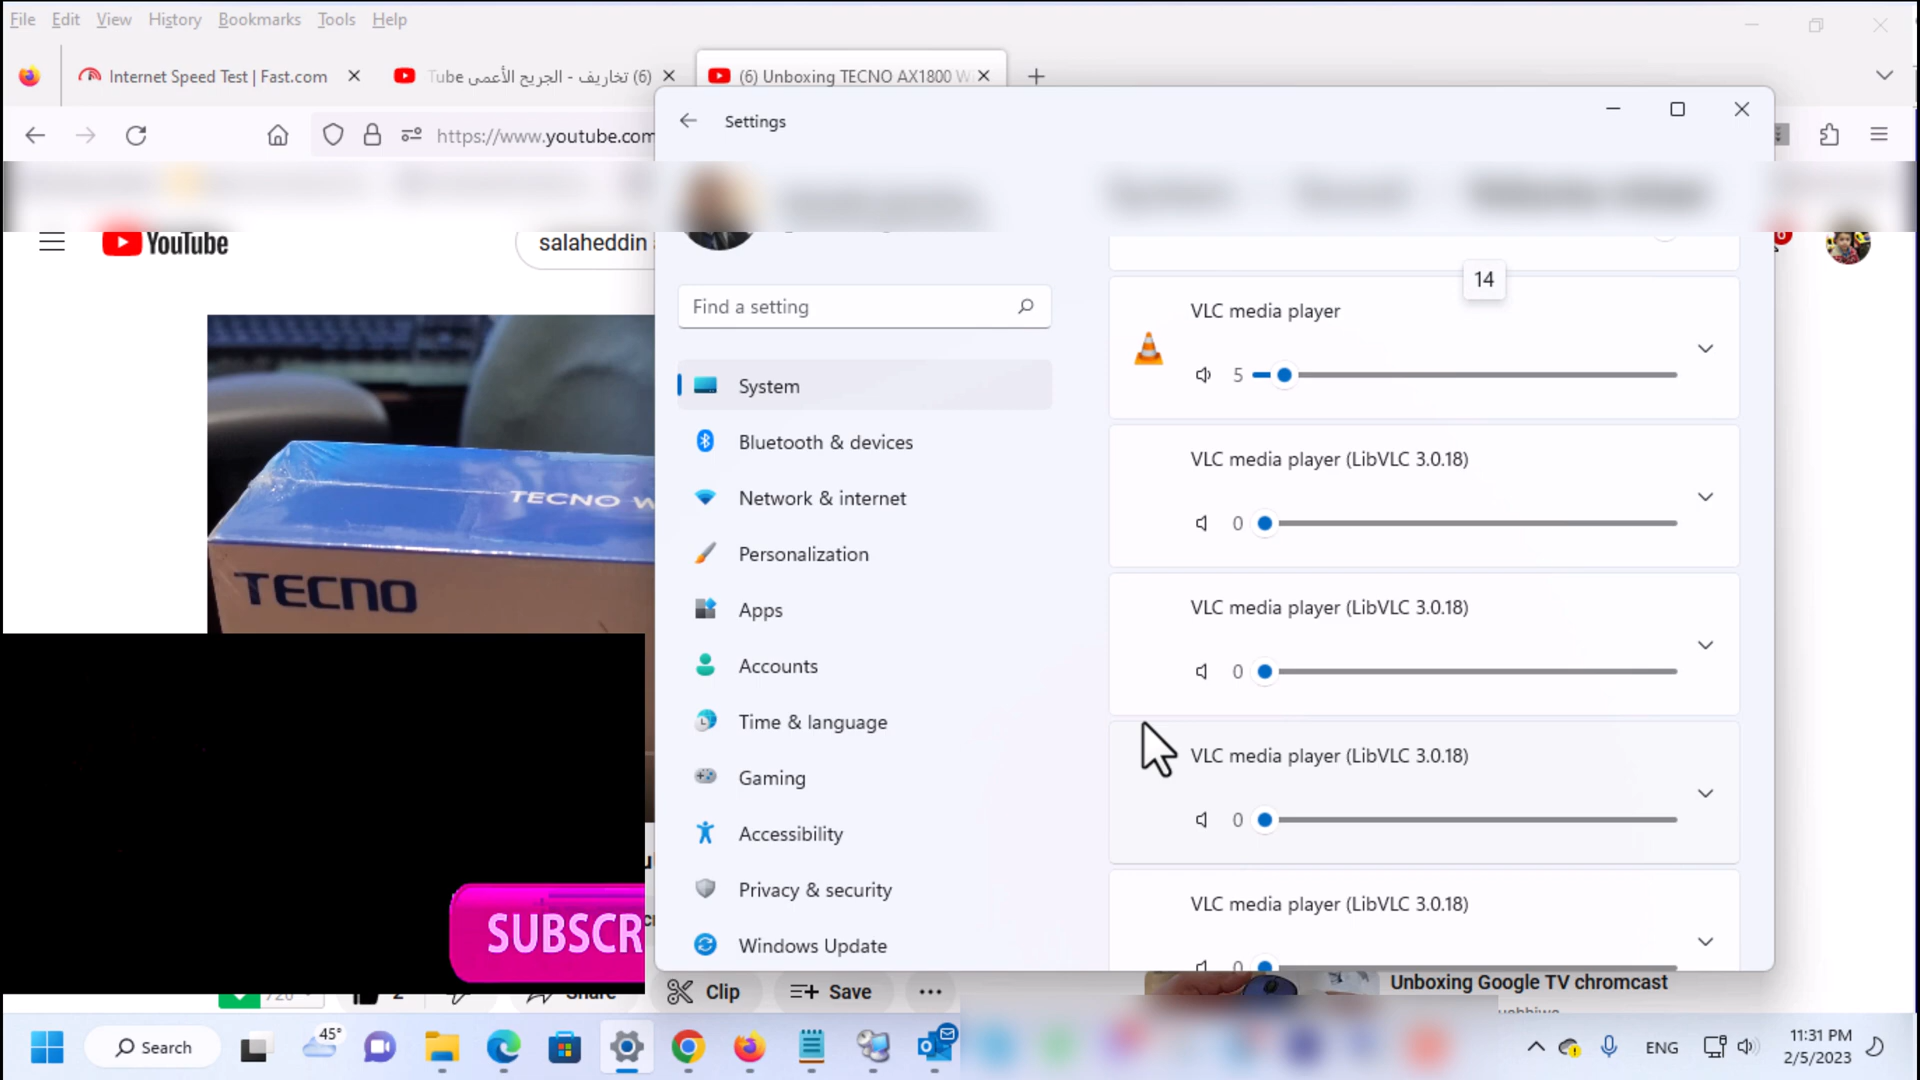 File Edit View History Bookmarks Tools Help
Internet Speed Test | Fast.com
(6) تخاريف - الجريح الأعمى Tube
(6) Unboxing TECNO AX1800 W
https://www.youtube.com
Settings
YouTube
salaheddin
Find a setting
System
Bluetooth & devices
Network & internet
Personalization
Apps
Accounts
Time & language
Gaming
Accessibility
Privacy & security
Windows Update
14
VLC media player
5
VLC media player (LibVLC 3.0.18)
0
VLC media player (LibVLC 3.0.18)
0
VLC media player (LibVLC 3.0.18)
0
VLC media player (LibVLC 3.0.18)
0
TECNO W
TECNO
SUBSCR
Share
Clip
Save
Unboxing Google TV chromcast
45°
Search
ENG
11:31 PM
2/5/2023